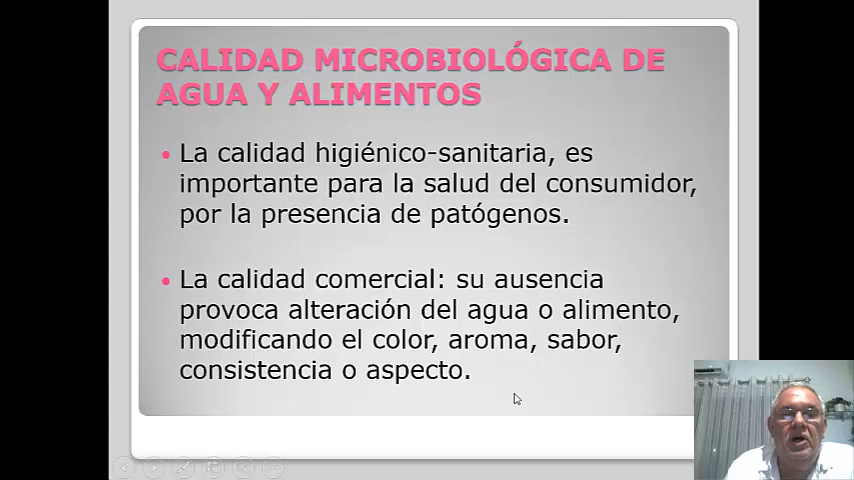 CALIDAD MICROBIOLÓGICA DE
AGUA Y ALIMENTOS
La calidad higiénico-sanitaria, es
importante para la salud del consumidor,
por la presencia de patógenos.
La calidad comercial: su ausencia
provoca alteración del agua o alimento,
modificando el color, aroma, sabor,
consistencia o aspecto.